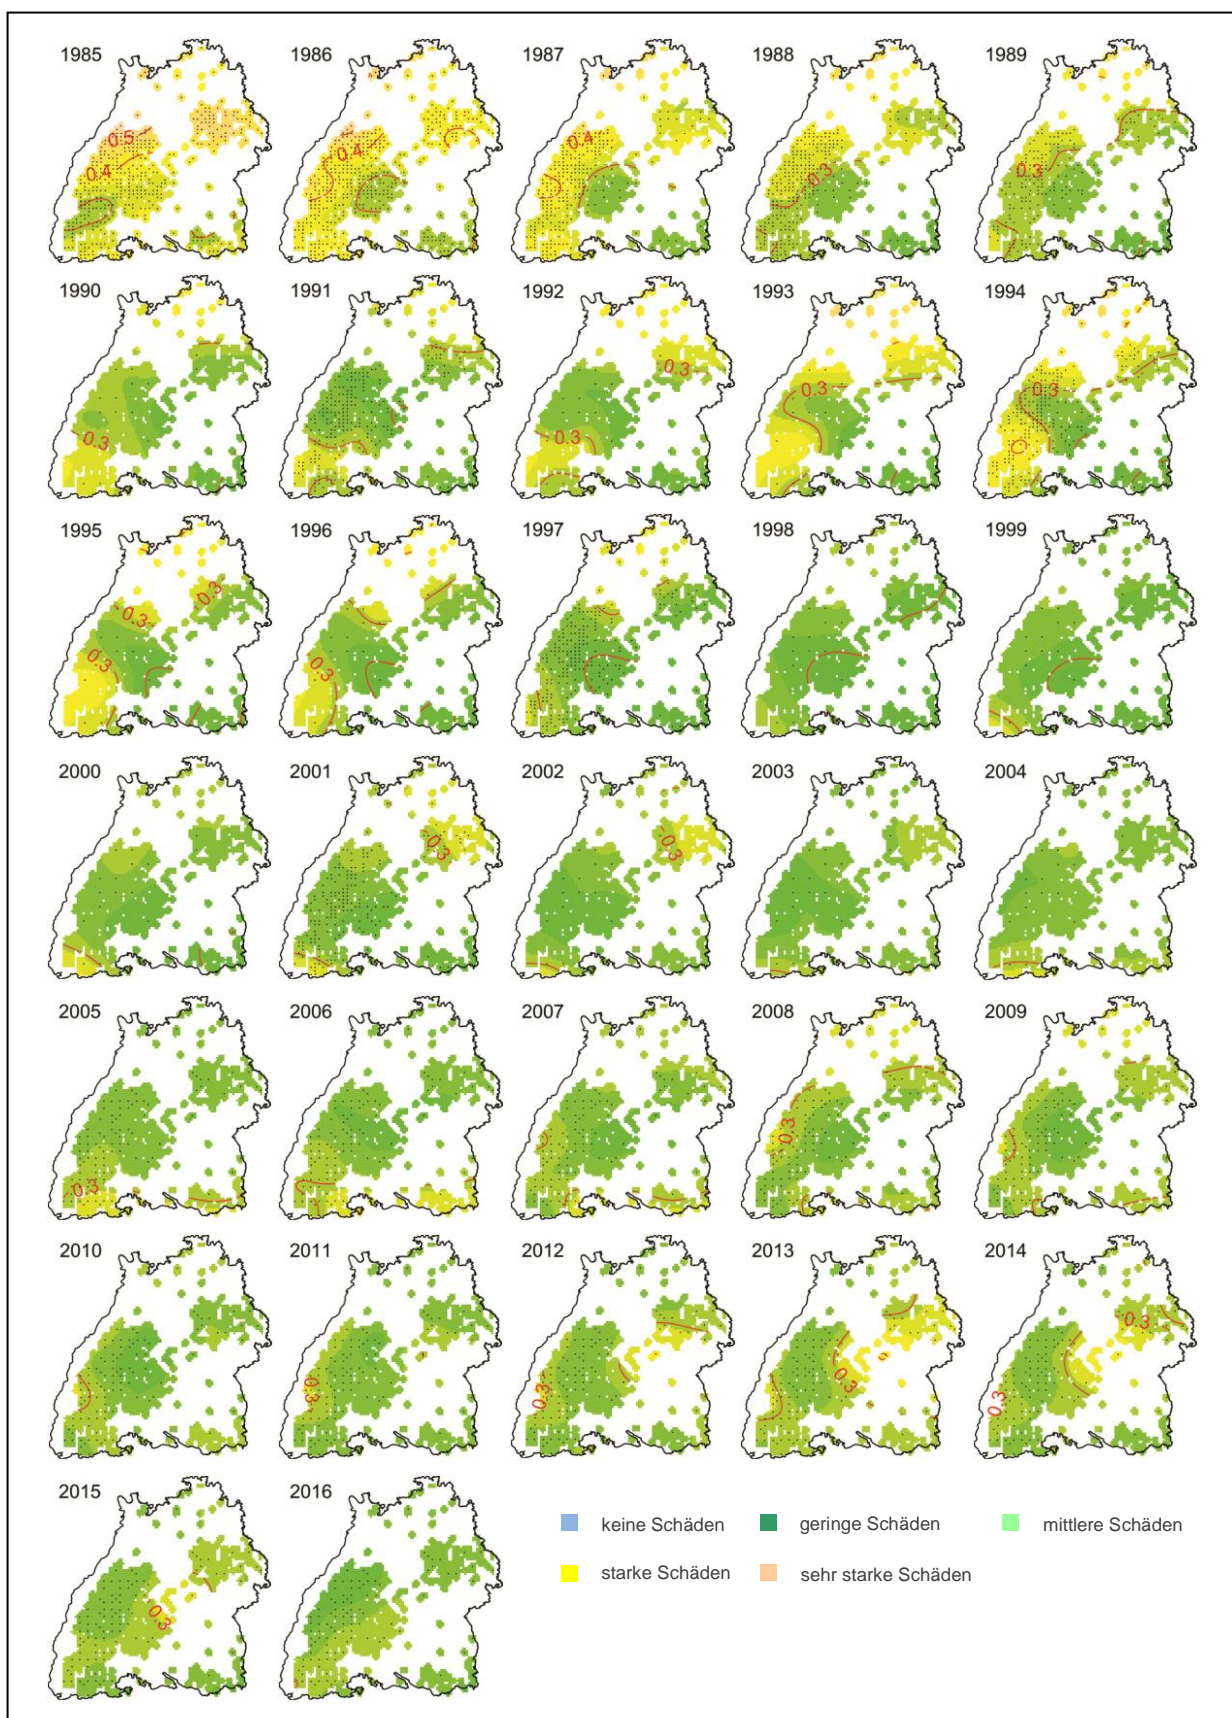 1985 1986 1987 1988 1989
0.5 0.4 0.4 0.4 0.3 0.3
1990 1991 1992 1993 1994
0.3 0.3 0.3 0.3 0.3
1995 1996 1997 1998 1999
0.3 0.3 0.3 0.3
2000 2001 2002 2003 2004
0.3 0.3
2005 2006 2007 2008 2009
0.3 0.3
2010 2011 2012 2013 2014
0.3 0.3 0.3 0.3 0.3
2015 2016
0.3
keine Schäden geringe Schäden mittlere Schäden
starke Schäden sehr starke Schäden